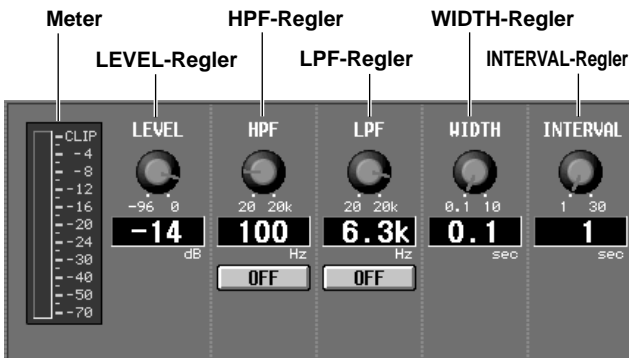 Meter HPF-Regler WIDTH-Regler
LEVEL-Regler LPF-Regler INTERVAL-Regler
LEVEL HPF LPF WIDTH INTERVAL
CLIP
-4
-8
-12
-16
-20
-24
-30
-40
-50
-70
-96 0 20 20k 20 20k 0.1 10 1 30
-14 100 6.3k 0.1 1
dB Hz Hz sec sec
OFF OFF